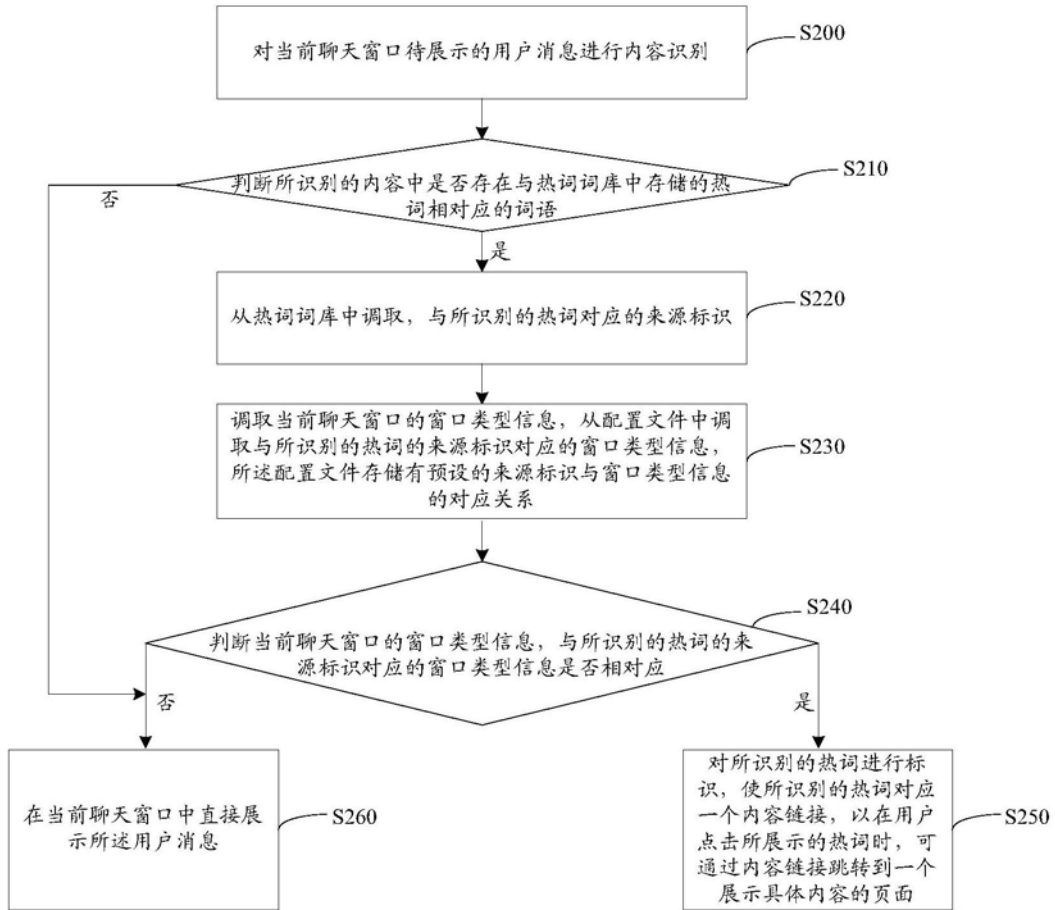 对当前聊天窗口待展示的用户消息进行内容识别
S200
判断所识别的内容中是否存在与热词词库中存储的热
词相对应的词语
S210
否
是
从热词词库中调取，与所识别的热词对应的来源标识
S220
调取当前聊天窗口的窗口类型信息，从配置文件中调
取与所识别的热词的来源标识对应的窗口类型信息，
所述配置文件存储有预设的来源标识与窗口类型信息
的对应关系
S230
判断当前聊天窗口的窗口类型信息，与所识别的热词的来
源标识对应的窗口类型信息是否相对应
S240
否
是
在当前聊天窗口中直接展
示所述用户消息
S260
对所识别的热词进行标
识，使所识别的热词对应
一个内容链接，以在用户
点击所展示的热词时，可
通过内容链接跳转到一个
展示具体内容的页面
S250